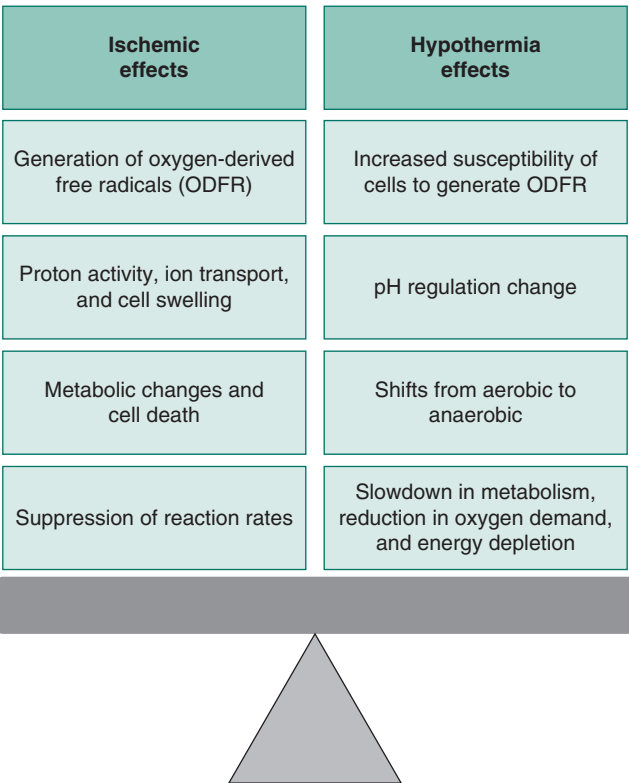 Ischemic
effects
Hypothermia
effects
Generation of oxygen-derived
free radicals (ODFR)
Increased susceptibility of
cells to generate ODFR
Proton activity, ion transport,
and cell swelling
pH regulation change
Metabolic changes and
cell death
Shifts from aerobic to
anaerobic
Suppression of reaction rates
Slowdown in metabolism,
reduction in oxygen demand,
and energy depletion